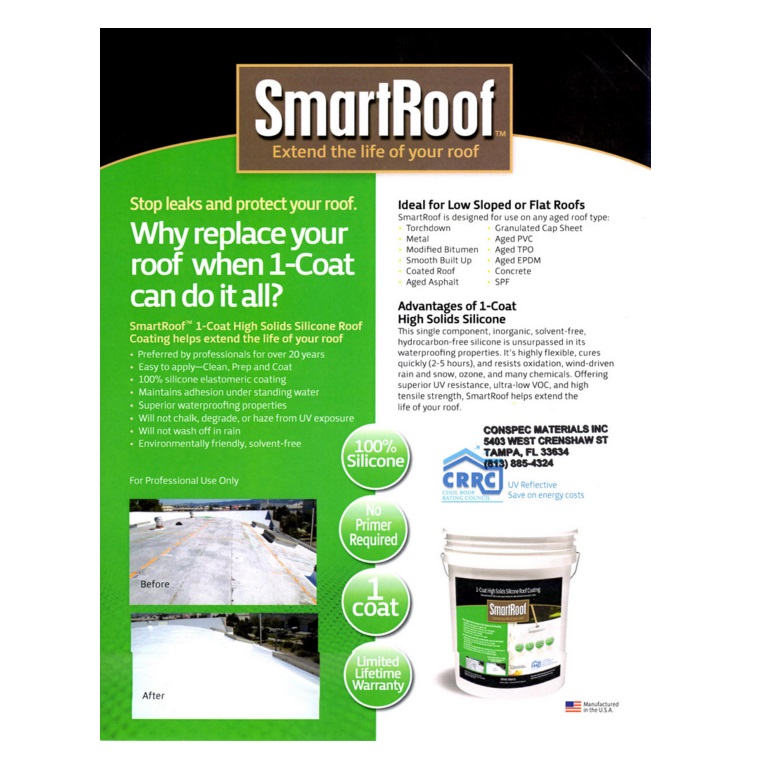 SmartRoof™
Extend the life of your roof
Stop leaks and protect your roof.
Why replace your
roof when 1-Coat
can do it all?
SmartRoof™ 1-Coat High Solids Silicone Roof
Coating helps extend the life of your roof
• Preferred by professionals for over 20 years
• Easy to apply—Clean, Prep and Coat
• 100% silicone elastomeric coating
• Maintains adhesion under standing water
• Superior waterproofing properties
• Will not chalk, degrade, or haze from UV exposure
• Will not wash off in rain
• Environmentally friendly, solvent-free
For Professional Use Only
Before
After
100%
Silicone
No
Primer
Required
1
coat
Limited
Lifetime
Warranty
Ideal for Low Sloped or Flat Roofs
SmartRoof is designed for use on any aged roof type:
• Torchdown
• Metal
• Modified Bitumen
• Smooth Built Up
• Coated Roof
• Aged Asphalt
• Granulated Cap Sheet
• Aged PVC
• Aged TPO
• Aged EPDM
• Concrete
• SPF
Advantages of 1-Coat
High Solids Silicone
This single component, inorganic, solvent-free,
hydrocarbon-free silicone is unsurpassed in its
waterproofing properties. It's highly flexible, cures
quickly (2-5 hours), and resists oxidation, wind-driven
rain and snow, ozone, and many chemicals. Offering
superior UV resistance, ultra-low VOC, and high
tensile strength, SmartRoof helps extend the
life of your roof.
CONSPEC MATERIALS INC
5403 WEST CRENSHAW ST
TAMPA, FL 33634
(813) 885-4324
CRRC
COOL ROOF
RATING COUNCIL
UV Reflective
Save on energy costs
1-Coat High Solids Silicone Roof Coating
SmartRoof
Manufactured
in the U.S.A.